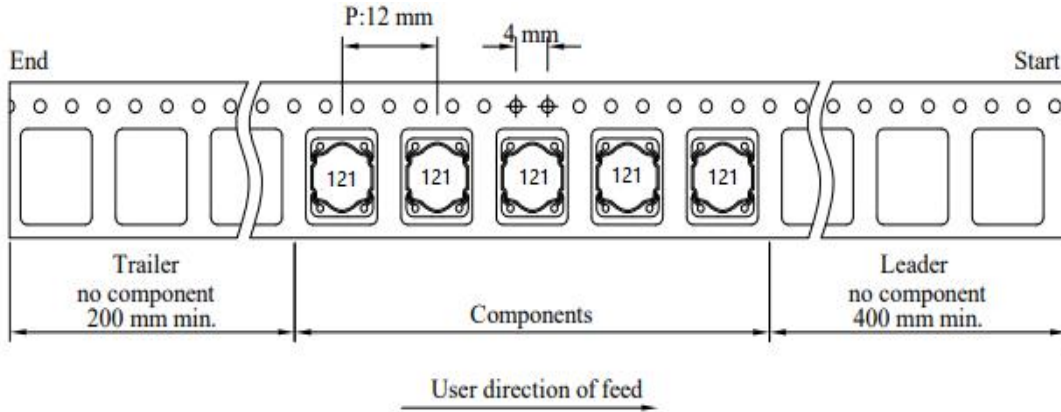 P:12 mm
4 mm
End
Start
121
121
121
121
121
Trailer
no component
200 mm min.
Components
Leader
no component
400 mm min.
User direction of feed